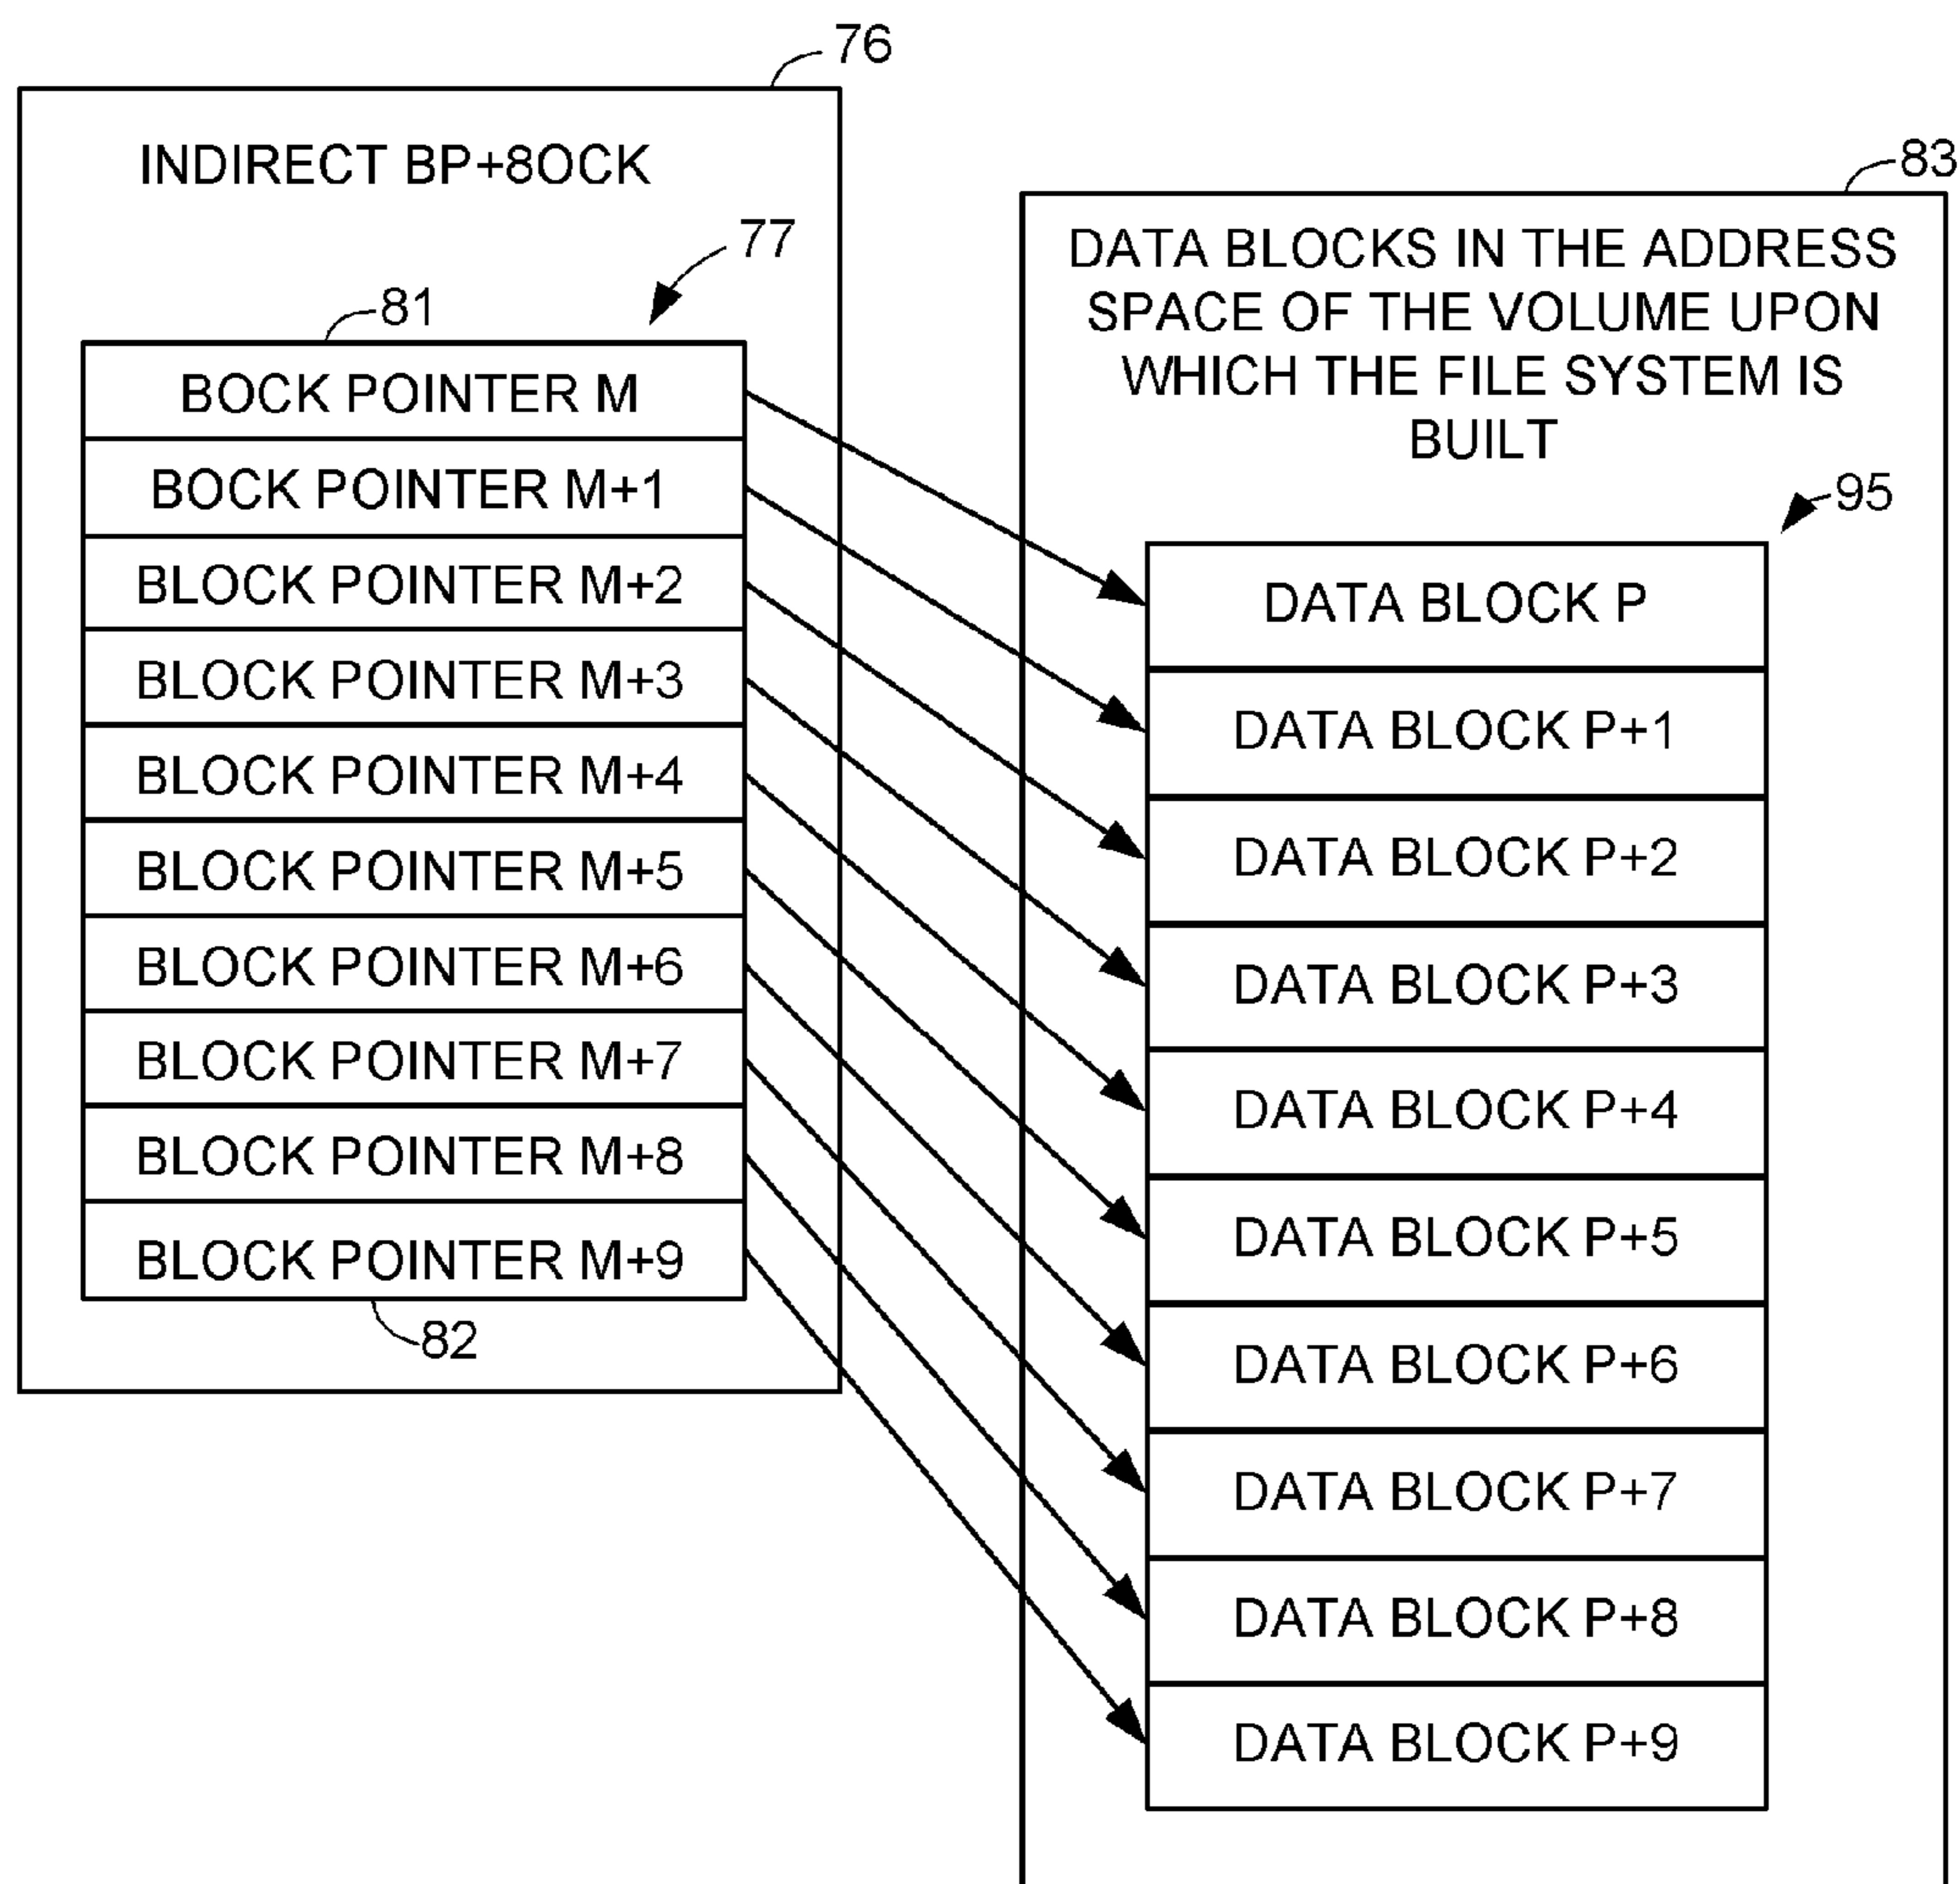 76
INDIRECT BP+8OCK
77
81
BOCK POINTER M
BOCK POINTER M+1
BLOCK POINTER M+2
BLOCK POINTER M+3
BLOCK POINTER M+4
BLOCK POINTER M+5
BLOCK POINTER M+6
BLOCK POINTER M+7
BLOCK POINTER M+8
BLOCK POINTER M+9
82
83
DATA BLOCKS IN THE ADDRESS
SPACE OF THE VOLUME UPON
WHICH THE FILE SYSTEM IS
BUILT
95
DATA BLOCK P
DATA BLOCK P+1
DATA BLOCK P+2
DATA BLOCK P+3
DATA BLOCK P+4
DATA BLOCK P+5
DATA BLOCK P+6
DATA BLOCK P+7
DATA BLOCK P+8
DATA BLOCK P+9